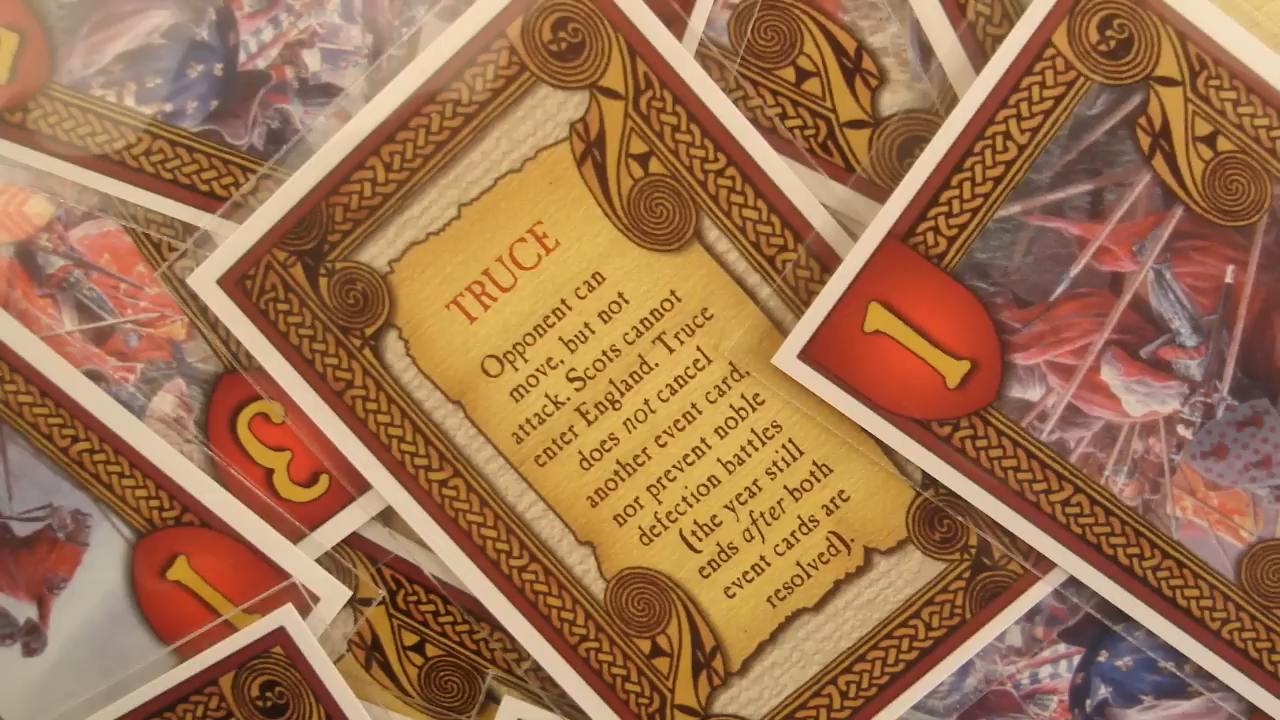 TRUCE
Opponent can
move, but not
attack. Scots cannot
enter England. Truce
does not cancel
another event card,
nor prevent noble
defection battles
(the year still
ends after both
event cards are
resolved).
1
3
1